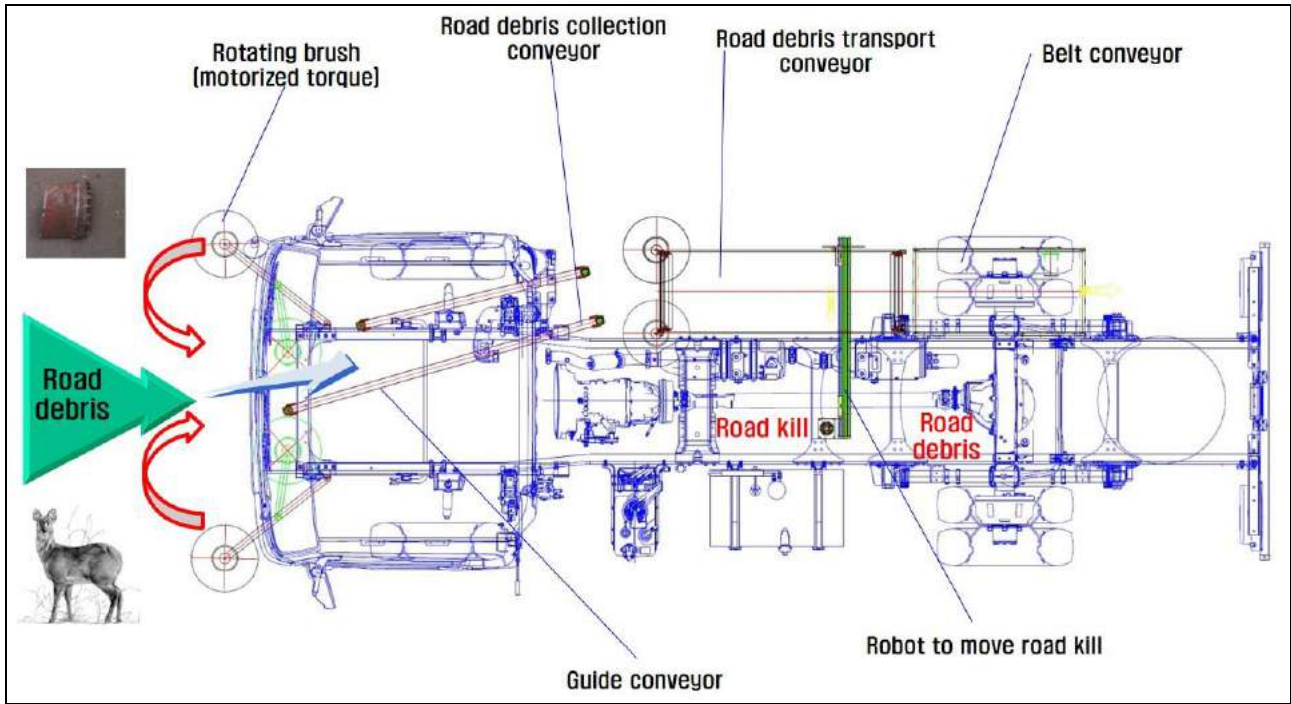 Road debris collection
conveyor
Rotating brush
(motorized torque)
Road debris transport
conveyor
Belt conveyor
Road
debris
Road kill
Road
debris
Robot to move road kill
Guide conveyor